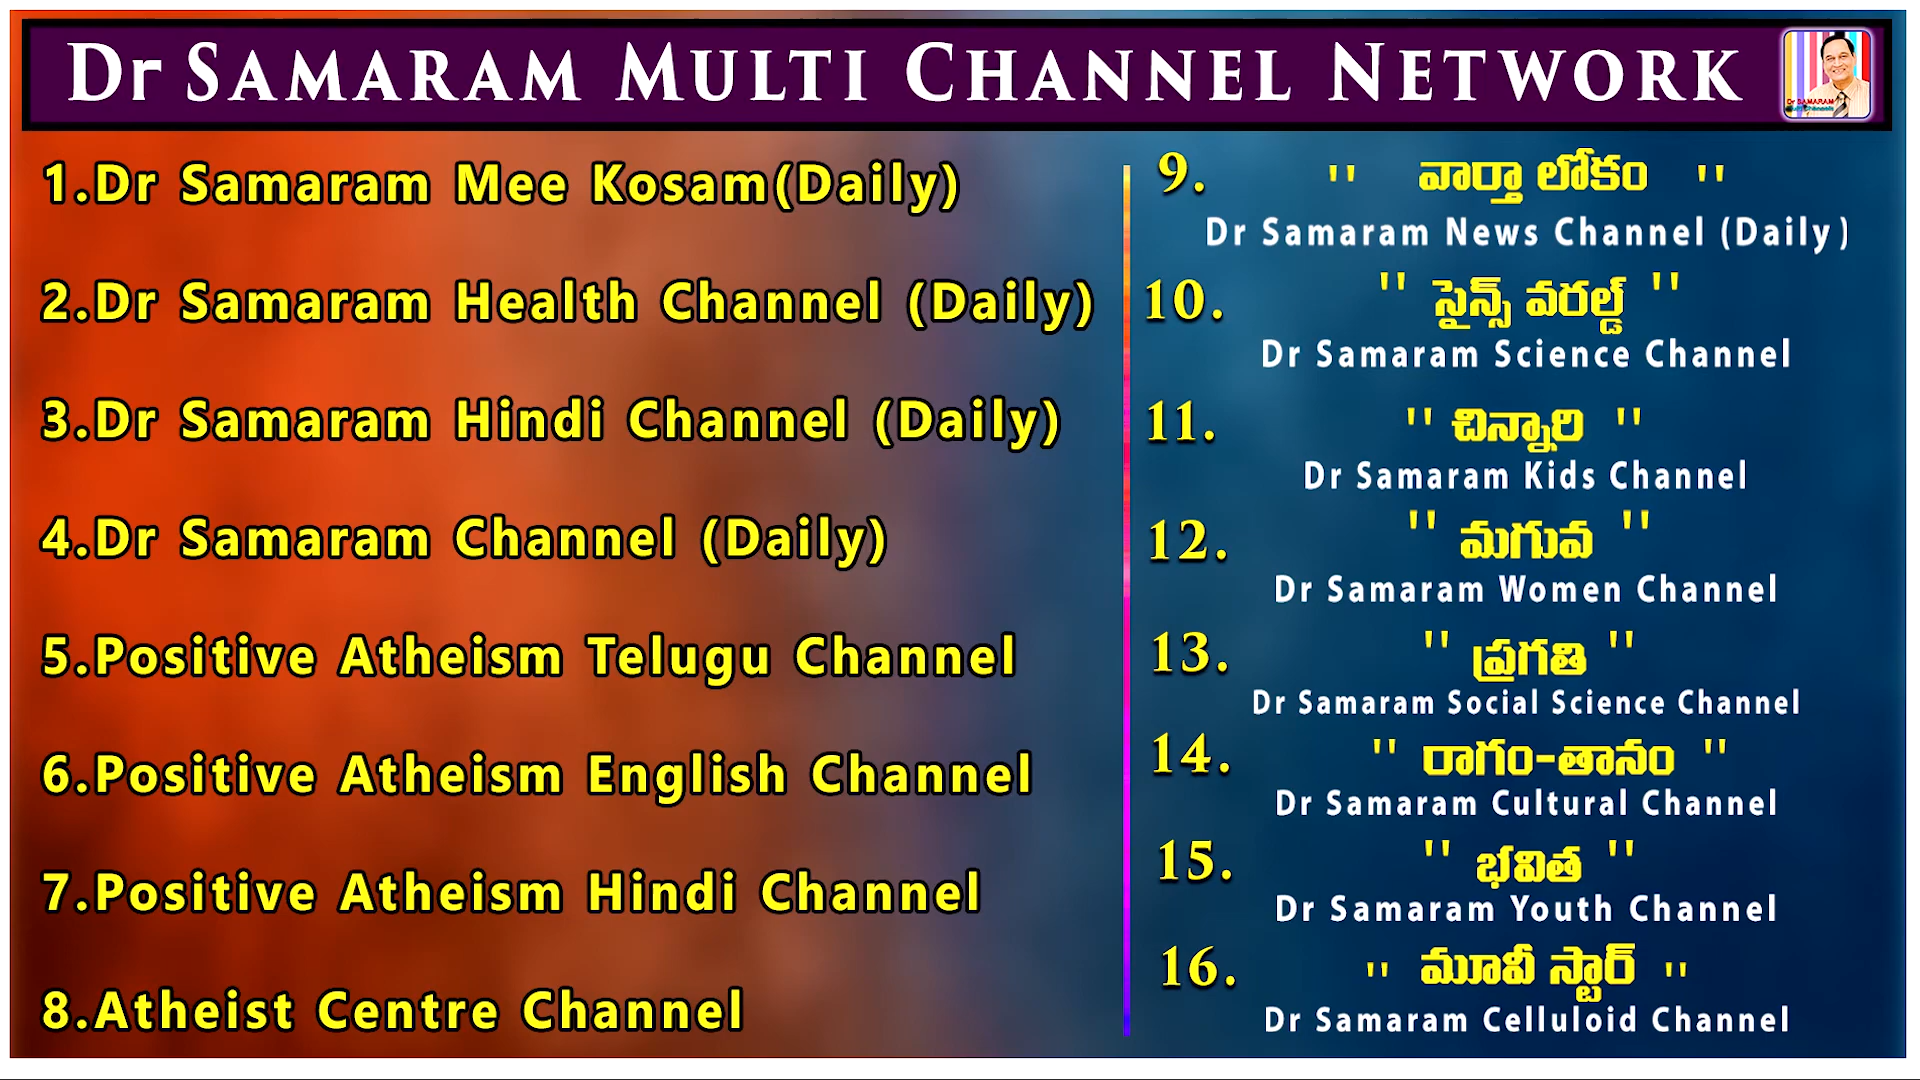 Dr SAMARAM MULTI CHANNEL NETWORK
Dr SAMARAM
1.Dr Samaram Mee Kosam(Daily)
2.Dr Samaram Health Channel (Daily)
3.Dr Samaram Hindi Channel (Daily)
4.Dr Samaram Channel (Daily)
5.Positive Atheism Telugu Channel
6.Positive Atheism English Channel
7.Positive Atheism Hindi Channel
8.Atheist Centre Channel
9. " వార్తా లోకం "
Dr Samaram News Channel (Daily)
10. " సైన్స్ వరల్డ్ "
Dr Samaram Science Channel
11. " చిన్నారి "
Dr Samaram Kids Channel
12. " మగువ "
Dr Samaram Women Channel
13. " ప్రగతి "
Dr Samaram Social Science Channel
14. " రాగం-తానం "
Dr Samaram Cultural Channel
15. " భవిత "
Dr Samaram Youth Channel
16. " మూవీ స్టార్ "
Dr Samaram Celluloid Channel